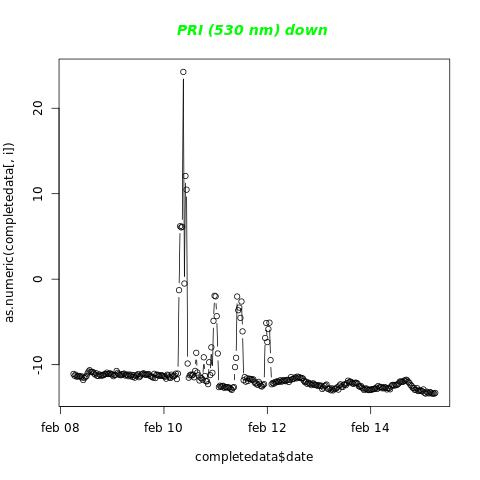 PRI (530 nm) down
as.numeric(completedata[, i])
20
10
0
-10
feb 08
feb 10
feb 12
feb 14
completedata$date